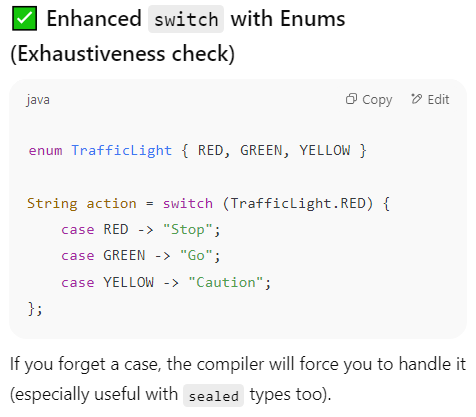 ✅ Enhanced switch with Enums
(Exhaustiveness check)
java
Copy
Edit
enum TrafficLight { RED, GREEN, YELLOW }
String action = switch (TrafficLight.RED) {
    case RED -> "Stop";
    case GREEN -> "Go";
    case YELLOW -> "Caution";
};
If you forget a case, the compiler will force you to handle it
(especially useful with sealed types too).